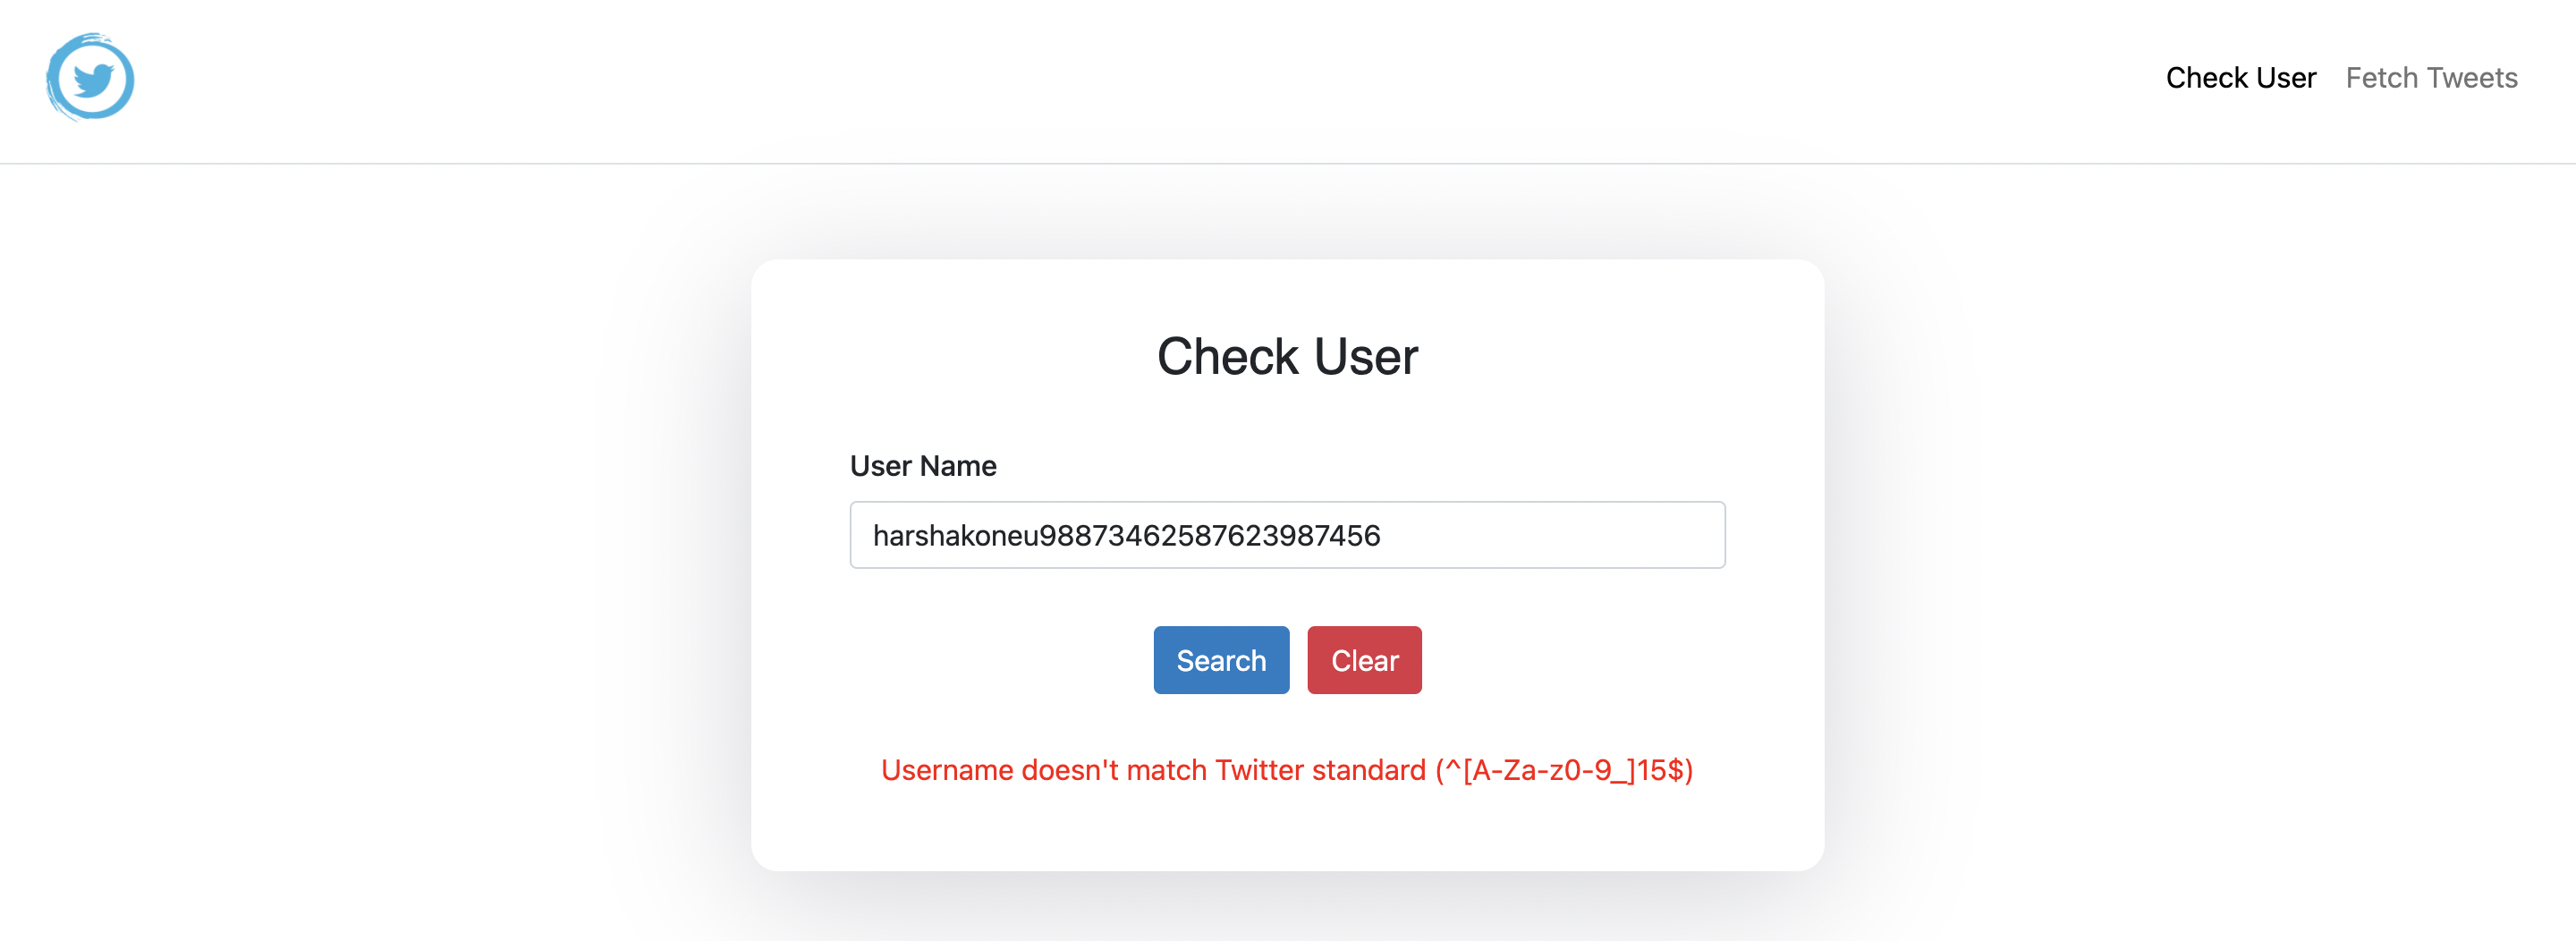 Check User Fetch Tweets
Check User
User Name
harshakoneu98873462587623987456
Search Clear
Username doesn't match Twitter standard (^[A-Za-z0-9_]15$)